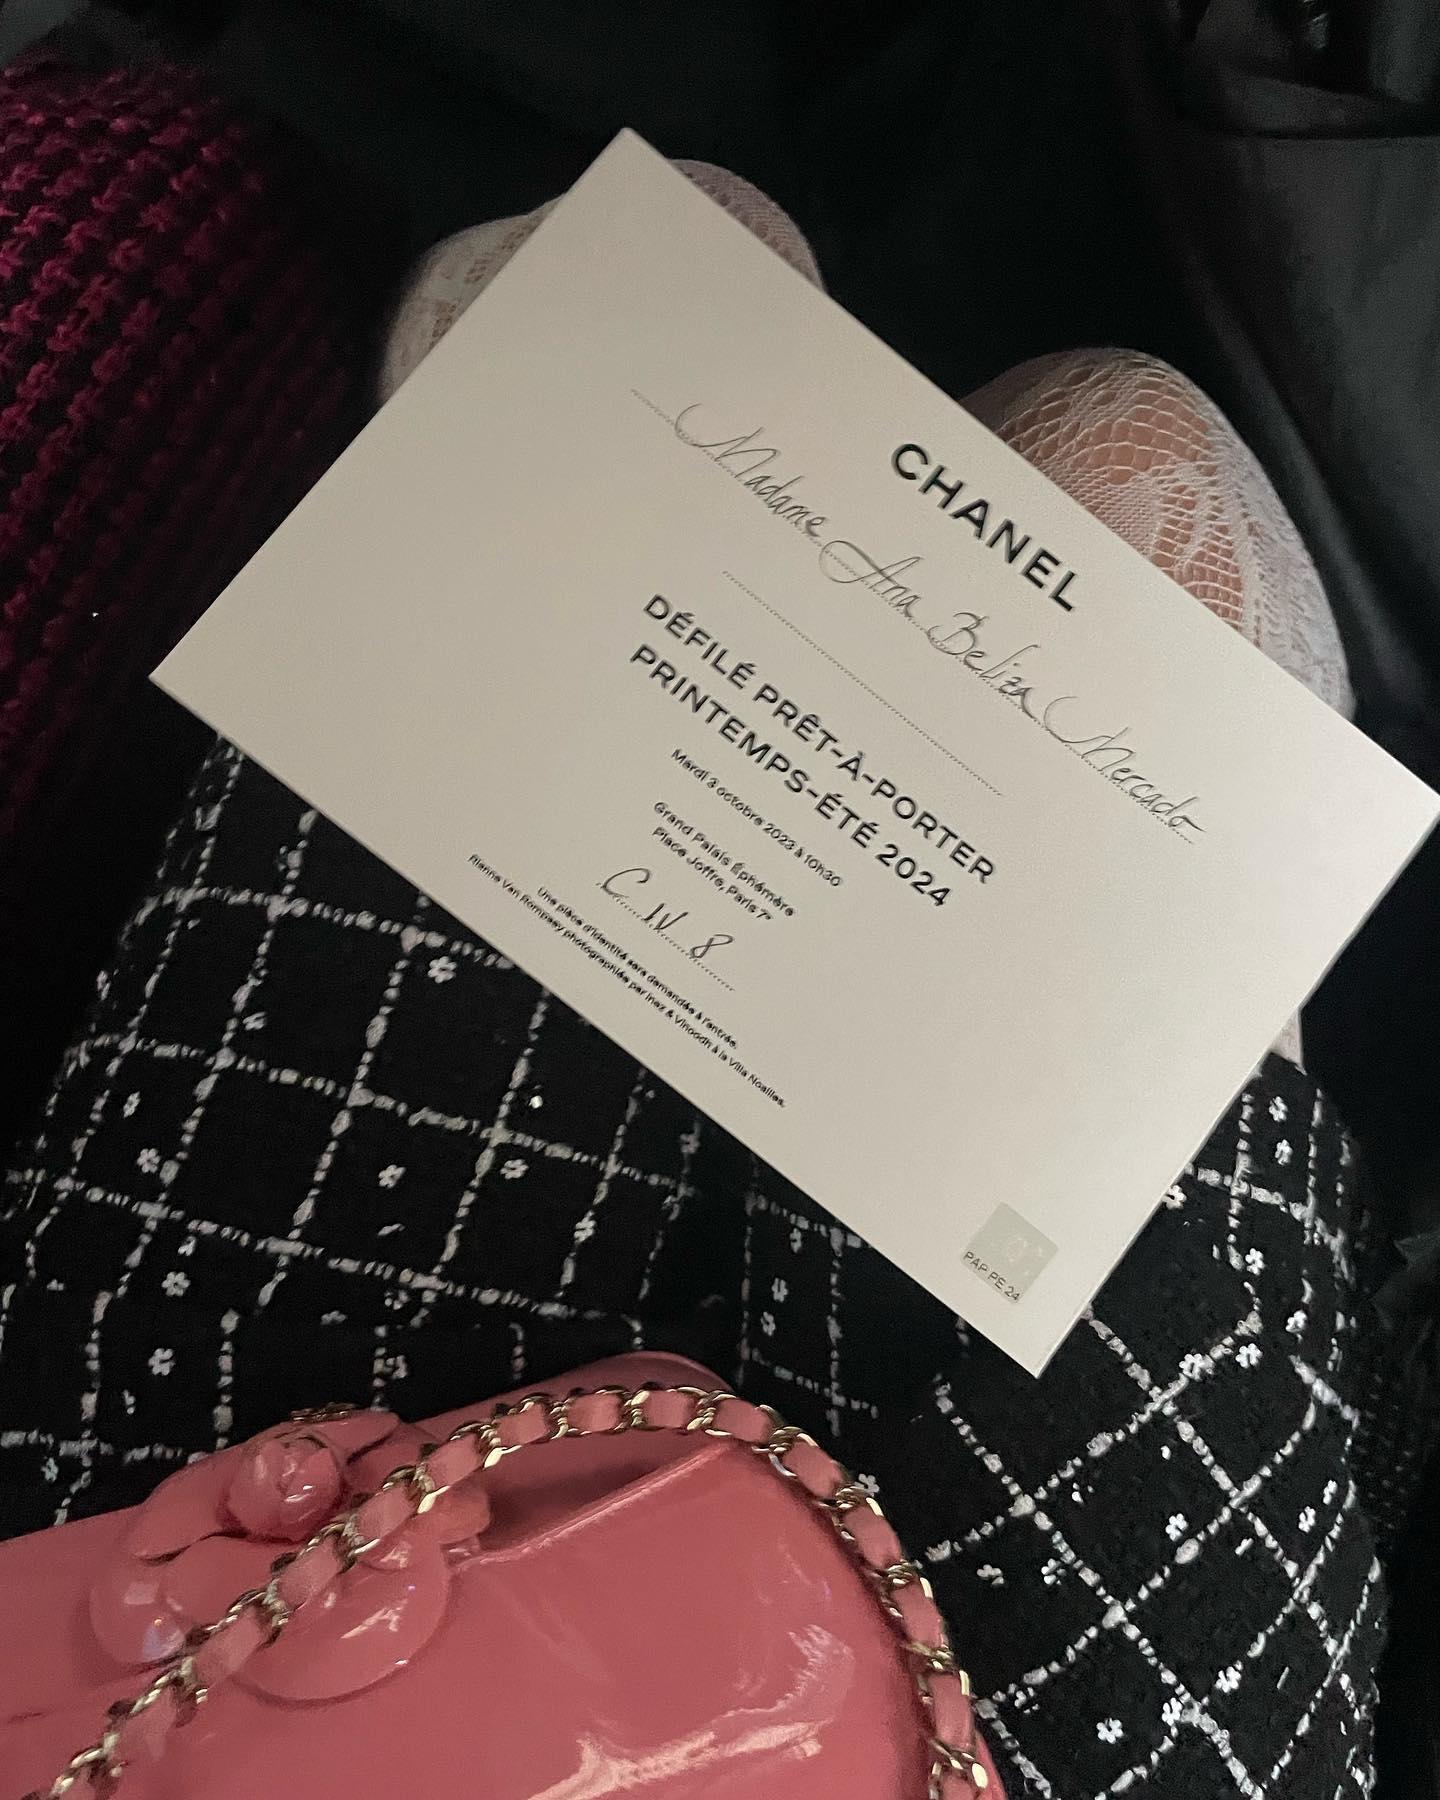 CHANEL
Madame Ana Beliza Mercado
DÉFILÉ PRÊT-À-PORTER
PRINTEMPS-ÉTÉ 2024
Mardi 3 octobre 2023 à 10h30
Grand Palais Éphémère
Place Joffre, Paris 7e
C IV 8
Une pièce d'identité sera demandée à l'entrée.
Rianne Van Rompaey photographiée par Inez & Vinoodh à la Villa Noailles.
PAP PE 24